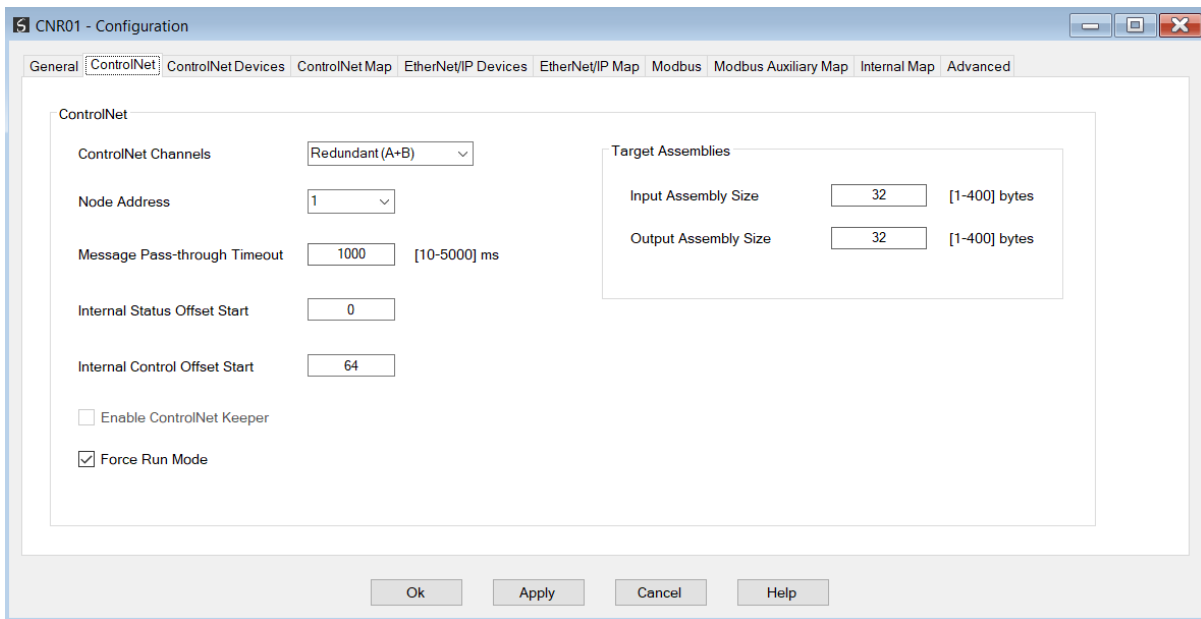 CNR01 - Configuration
General ControlNet ControlNet Devices ControlNet Map EtherNet/IP Devices EtherNet/IP Map Modbus Modbus Auxiliary Map Internal Map Advanced
ControlNet
ControlNet Channels Redundant (A+B)
Node Address 1
Message Pass-through Timeout 1000 [10-5000] ms
Internal Status Offset Start 0
Internal Control Offset Start 64
Enable ControlNet Keeper
Force Run Mode
Target Assemblies
Input Assembly Size 32 [1-400] bytes
Output Assembly Size 32 [1-400] bytes
Ok Apply Cancel Help